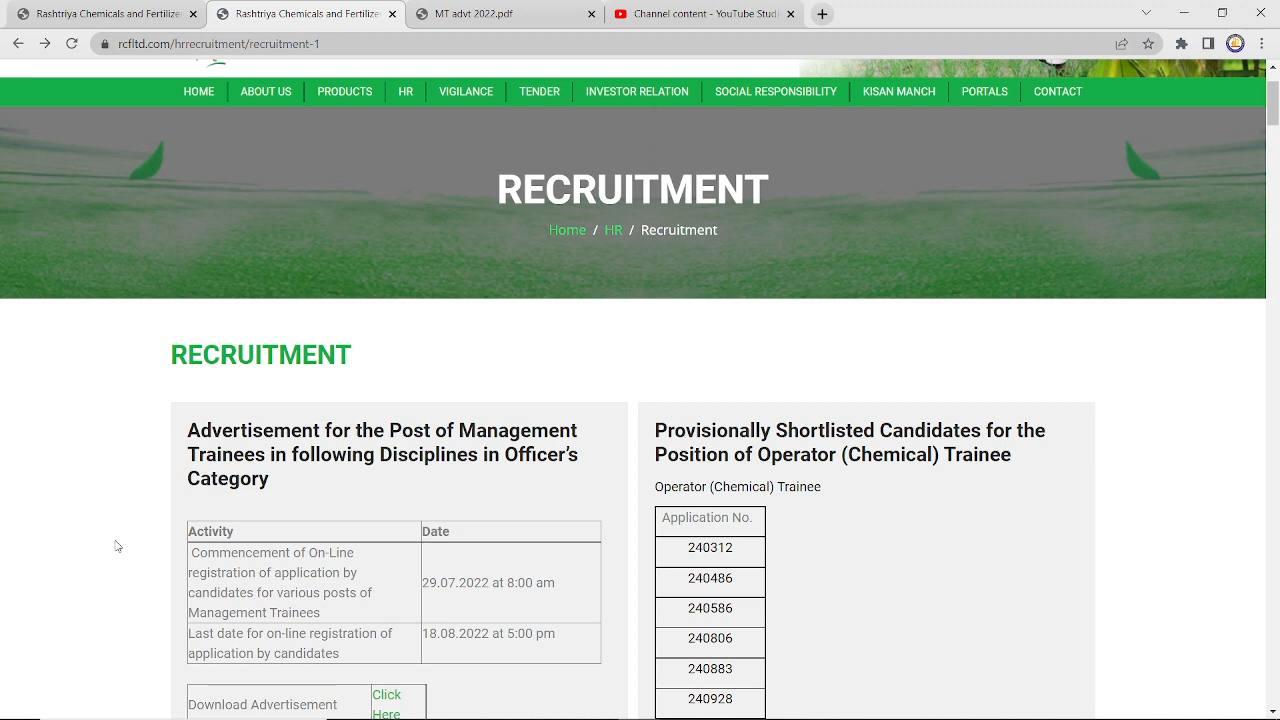 Rashtriya Chemicals and Fertilizer
Rashtriya Chemicals and Fertilize
MT advt 2022.pdf
Channel content - YouTube Studi
rcfltd.com/hrrecruitment/recruitment-1
HOME
ABOUT US
PRODUCTS
HR
VIGILANCE
TENDER
INVESTOR RELATION
SOCIAL RESPONSIBILITY
KISAN MANCH
PORTALS
CONTACT
RECRUITMENT
Home / HR / Recruitment
RECRUITMENT
Advertisement for the Post of Management
Trainees in following Disciplines in Officer's
Category
Activity
Date
Commencement of On-Line
registration of application by
candidates for various posts of
Management Trainees
29.07.2022 at 8:00 am
Last date for on-line registration of
application by candidates
18.08.2022 at 5:00 pm
Download Advertisement
Click
Here
Provisionally Shortlisted Candidates for the
Position of Operator (Chemical) Trainee
Operator (Chemical) Trainee
Application No.
240312
240486
240586
240806
240883
240928